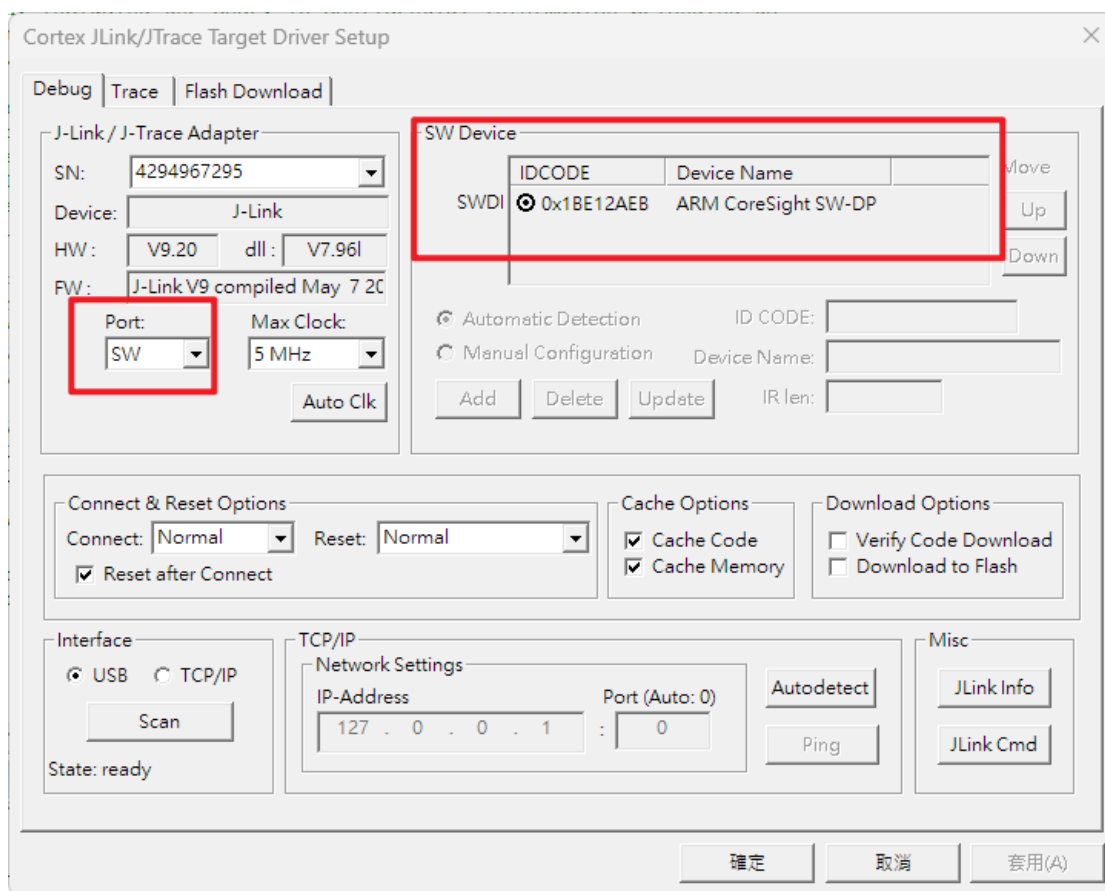 Cortex JLink/JTrace Target Driver Setup
Debug Trace Flash Download
J-Link / J-Trace Adapter
SN: 4294967295
Device: J-Link
HW : V9.20 dll : V7.96l
FW : J-Link V9 compiled May 7 20
Port: Max Clock:
SW 5 MHz
Auto Clk
SW Device
IDCODE Device Name
SWDI 0x1BE12AEB ARM CoreSight SW-DP
Move
Up
Down
Automatic Detection ID CODE:
Manual Configuration Device Name:
Add Delete Update IR len:
Connect & Reset Options
Connect: Normal Reset: Normal
Reset after Connect
Cache Options
Cache Code
Cache Memory
Download Options
Verify Code Download
Download to Flash
Interface
USB TCP/IP
Scan
State: ready
TCP/IP
Network Settings
IP-Address Port (Auto: 0)
127 . 0 . 0 . 1 : 0
Autodetect
Ping
Misc
JLink Info
JLink Cmd
確定 取消 套用(A)